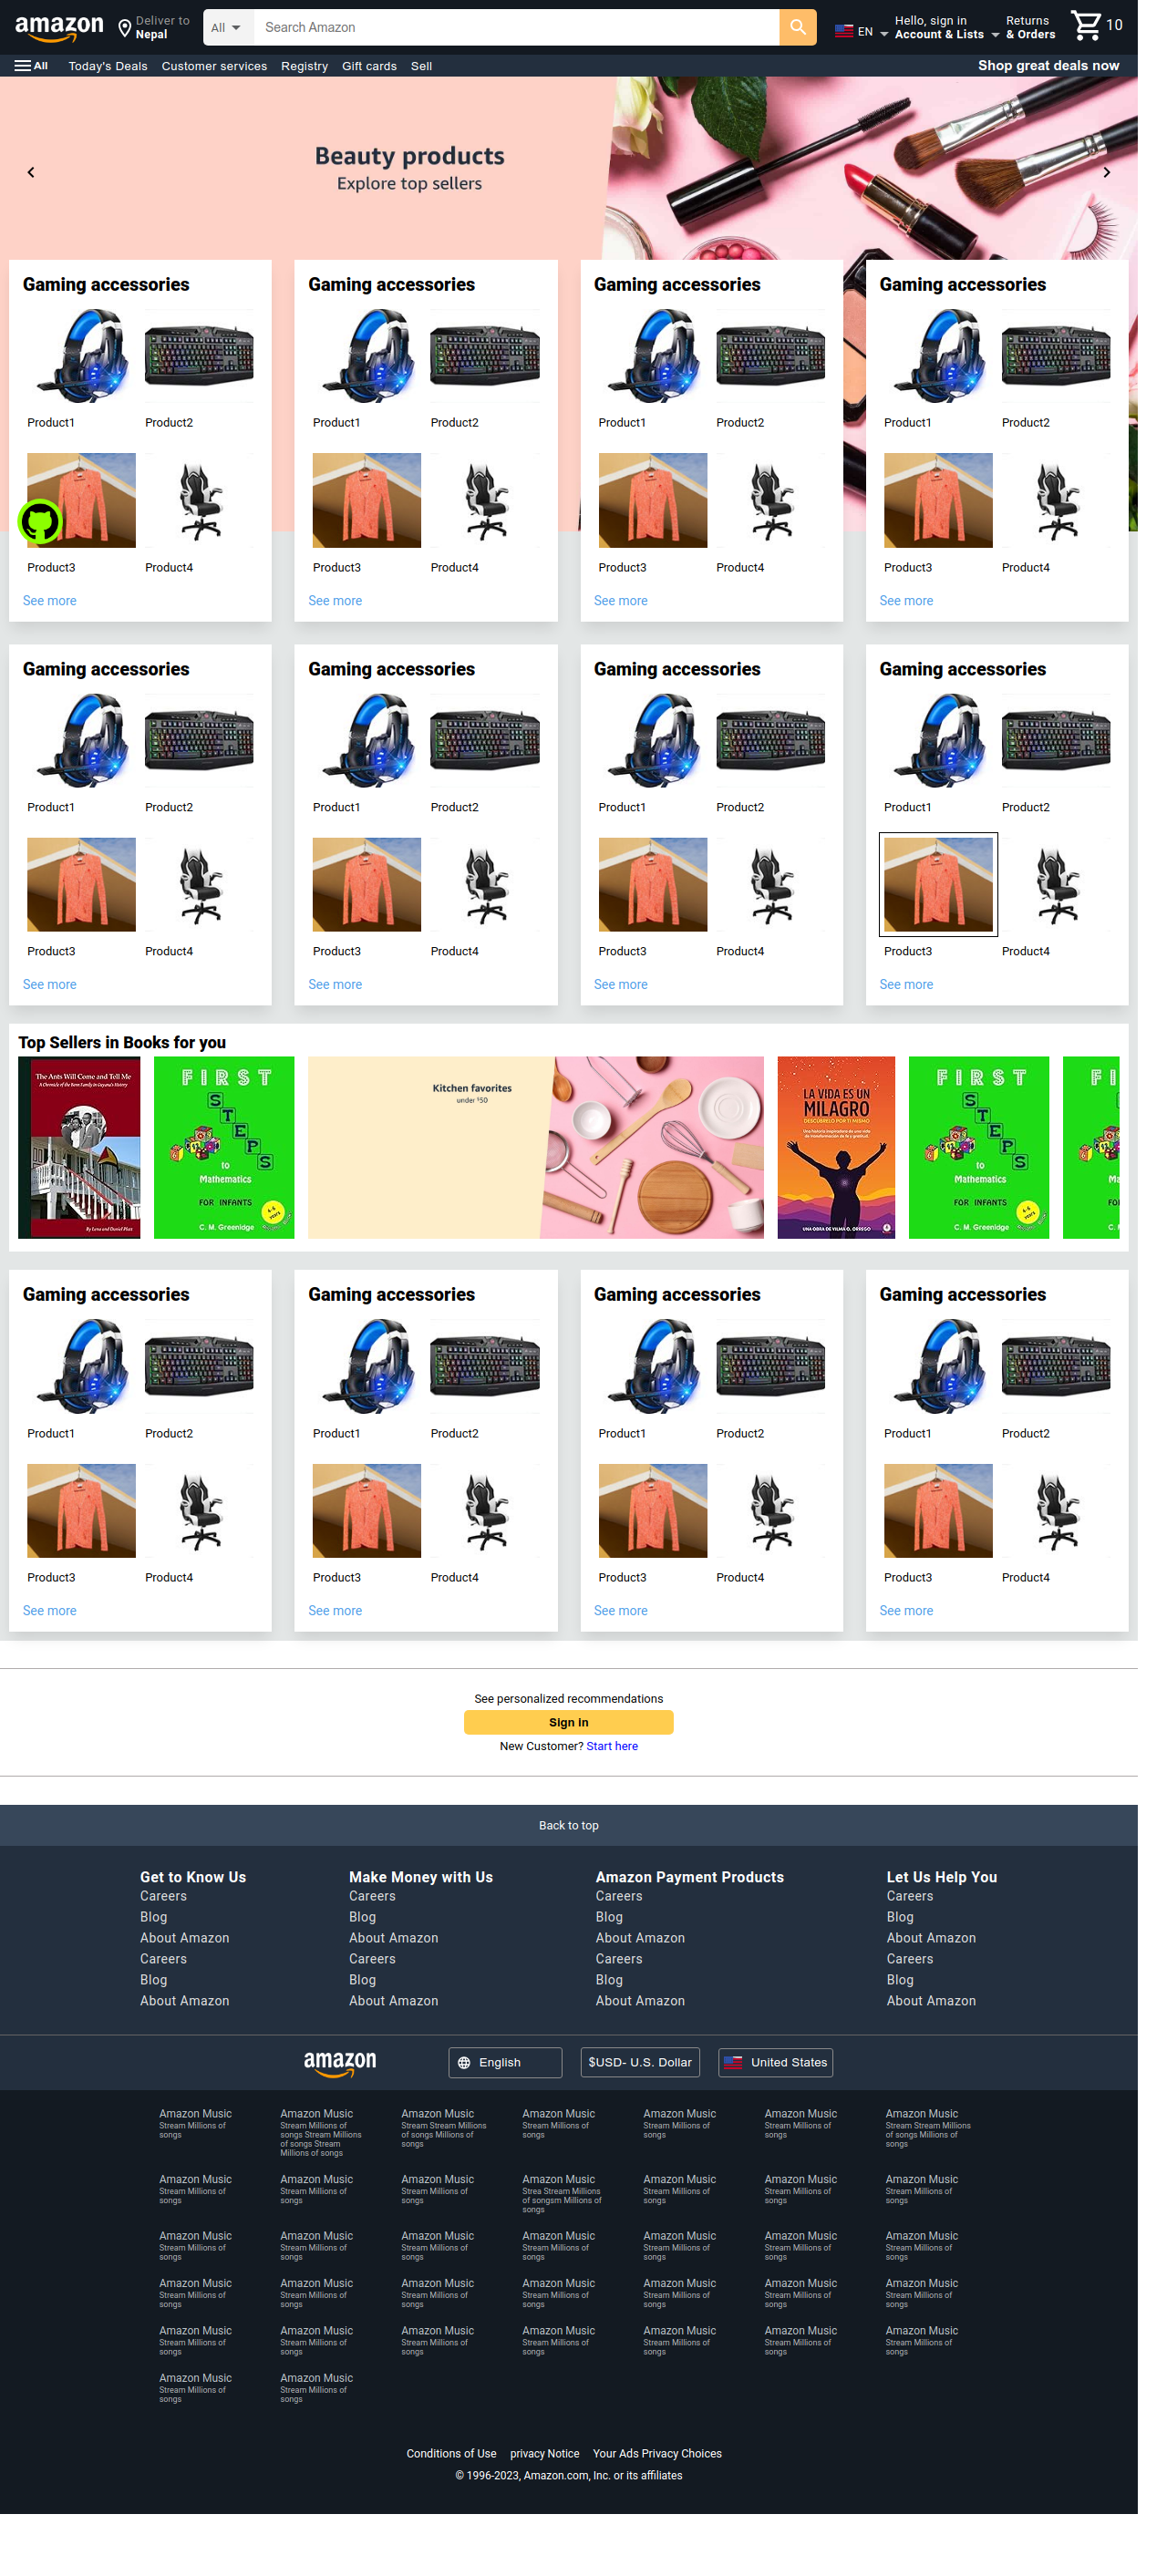 amazon Deliver to
Nepal
All Search Amazon
EN Hello, sign in
Account & Lists
Returns
& Orders
10
All Today's Deals Customer services Registry Gift cards Sell Shop great deals now
Beauty products
Explore top sellers
Gaming accessories Gaming accessories Gaming accessories Gaming accessories
Product1 Product2 Product1 Product2 Product1 Product2 Product1 Product2
Product3 Product4 Product3 Product4 Product3 Product4 Product3 Product4
See more See more See more See more
Gaming accessories Gaming accessories Gaming accessories Gaming accessories
Product1 Product2 Product1 Product2 Product1 Product2 Product1 Product2
Product3 Product4 Product3 Product4 Product3 Product4 Product3 Product4
See more See more See more See more
Top Sellers in Books for you
The Ants Will Come and Tell Me
A Chronicle of the Benn Family in Guyana's History
FIRST
STEPS
to
Mathematics
FOR INFANTS
C. M. Greenidge
Kitchen favorites
under $50
LA VIDA ES UN
MILAGRO
DESCÚBRELO POR TI MISMO
UNA OBRA DE VILMA O. ORREGO
FIRST
STEPS
to
Mathematics
FOR INFANTS
C. M. Greenidge
Gaming accessories Gaming accessories Gaming accessories Gaming accessories
Product1 Product2 Product1 Product2 Product1 Product2 Product1 Product2
Product3 Product4 Product3 Product4 Product3 Product4 Product3 Product4
See more See more See more See more
See personalized recommendations
Sign in
New Customer? Start here
Back to top
Get to Know Us Make Money with Us Amazon Payment Products Let Us Help You
Careers Careers Careers Careers
Blog Blog Blog Blog
About Amazon About Amazon About Amazon About Amazon
Careers Careers Careers Careers
Blog Blog Blog Blog
About Amazon About Amazon About Amazon About Amazon
amazon English $USD- U.S. Dollar United States
Amazon Music Amazon Music Amazon Music Amazon Music Amazon Music Amazon Music Amazon Music
Stream Millions of Stream Millions of Stream Stream Millions Stream Millions of Stream Millions of Stream Millions of Stream Stream Millions
songs songs Stream Millions of songs Millions of songs songs songs of songs Millions of
of songs Stream songs songs
Millions of songs
Amazon Music Amazon Music Amazon Music Amazon Music Amazon Music Amazon Music Amazon Music
Stream Millions of Stream Millions of Stream Millions of Strea Stream Millions Stream Millions of Stream Millions of Stream Millions of
songs songs songs of songsm Millions of songs songs songs
songs
Amazon Music Amazon Music Amazon Music Amazon Music Amazon Music Amazon Music Amazon Music
Stream Millions of Stream Millions of Stream Millions of Stream Millions of Stream Millions of Stream Millions of Stream Millions of
songs songs songs songs songs songs songs
Amazon Music Amazon Music Amazon Music Amazon Music Amazon Music Amazon Music Amazon Music
Stream Millions of Stream Millions of Stream Millions of Stream Millions of Stream Millions of Stream Millions of Stream Millions of
songs songs songs songs songs songs songs
Amazon Music Amazon Music Amazon Music Amazon Music Amazon Music Amazon Music Amazon Music
Stream Millions of Stream Millions of Stream Millions of Stream Millions of Stream Millions of Stream Millions of Stream Millions of
songs songs songs songs songs songs songs
Amazon Music Amazon Music
Stream Millions of Stream Millions of
songs songs
Conditions of Use privacy Notice Your Ads Privacy Choices
© 1996-2023, Amazon.com, Inc. or its affiliates